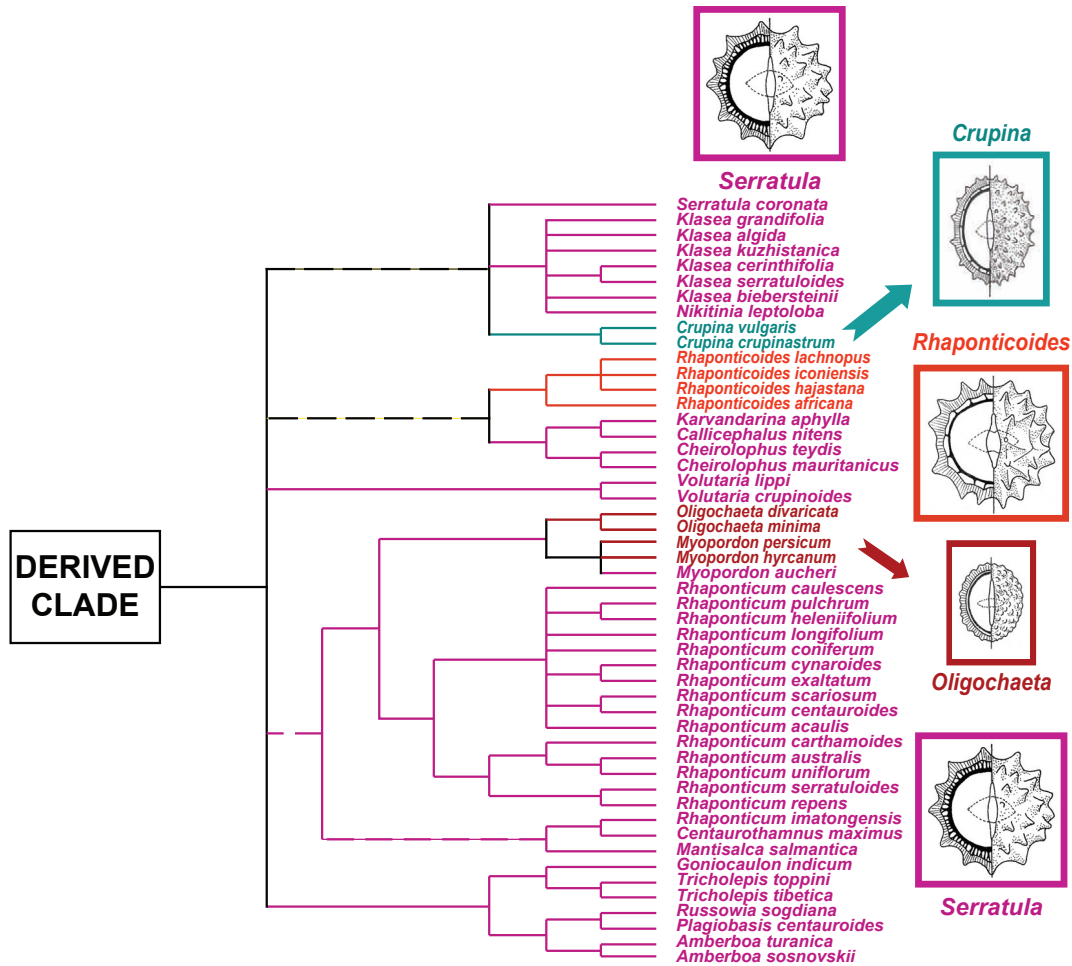 Crupina
Serratula
Serratula coronata
Klasea grandifolia
Klasea algida
Klasea kuzhistanica
Klasea cerinthifolia
Klasea serratuloides
Klasea biebersteinii
Nikitinia leptoloba
Crupina vulgaris
Crupina crupinastrum
Rhaponticoides
Rhaponticoides lachnopus
Rhaponticoides iconiensis
Rhaponticoides hajastana
Rhaponticoides africana
Karvandarina aphylla
Callicephalus nitens
Cheirolophus teydis
Cheirolophus mauritanicus
Volutaria lippi
Volutaria crupinoides
Oligochaeta divaricata
Oligochaeta minima
Myopordon persicum
Myopordon hyrcanum
Myopordon aucheri
DERIVED
CLADE
Rhaponticum caulescens
Rhaponticum pulchrum
Rhaponticum heleniifolium
Rhaponticum longifolium
Rhaponticum coniferum
Rhaponticum cynaroides
Rhaponticum exaltatum
Rhaponticum scariosum
Rhaponticum centauroides
Rhaponticum acaulis
Oligochaeta
Rhaponticum carthamoides
Rhaponticum australis
Rhaponticum uniflorum
Rhaponticum serratuloides
Rhaponticum repens
Rhaponticum imatongensis
Centaurothamnus maximus
Mantisalca salmantica
Goniocaulon indicum
Tricholepis toppini
Tricholepis tibetica
Russowia sogdiana
Plagiobasis centauroides
Amberboa turanica
Amberboa sosnovskii
Serratula